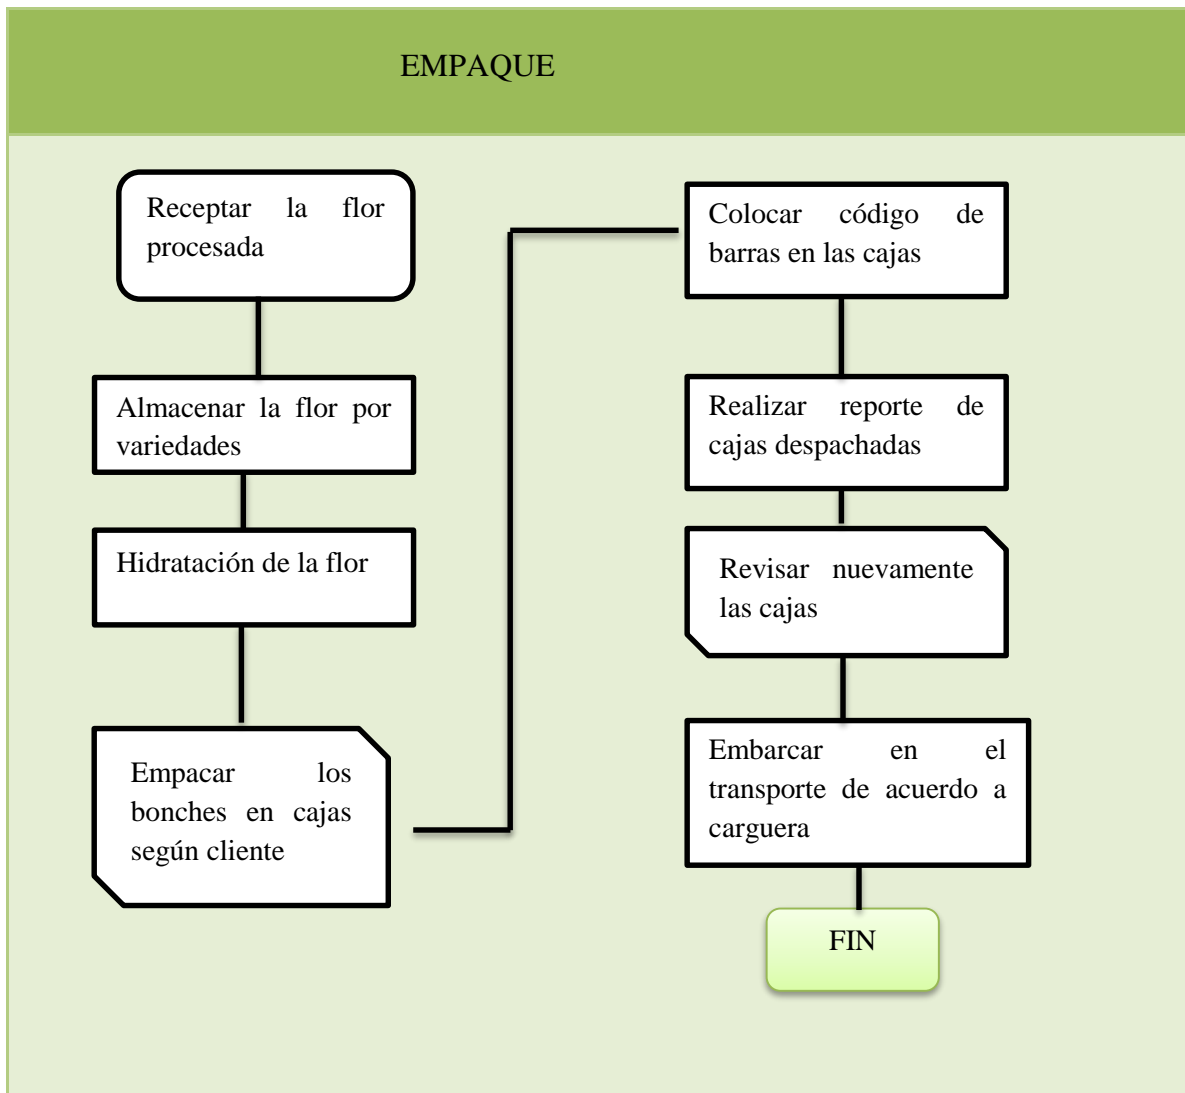 EMPAQUE
Receptar la flor
procesada
Almacenar la flor por
variedades
Hidratación de la flor
Empacar los
bonches en cajas
según cliente
Colocar código de
barras en las cajas
Realizar reporte de
cajas despachadas
Revisar nuevamente
las cajas
Embarcar en el
transporte de acuerdo a
carguera
FIN